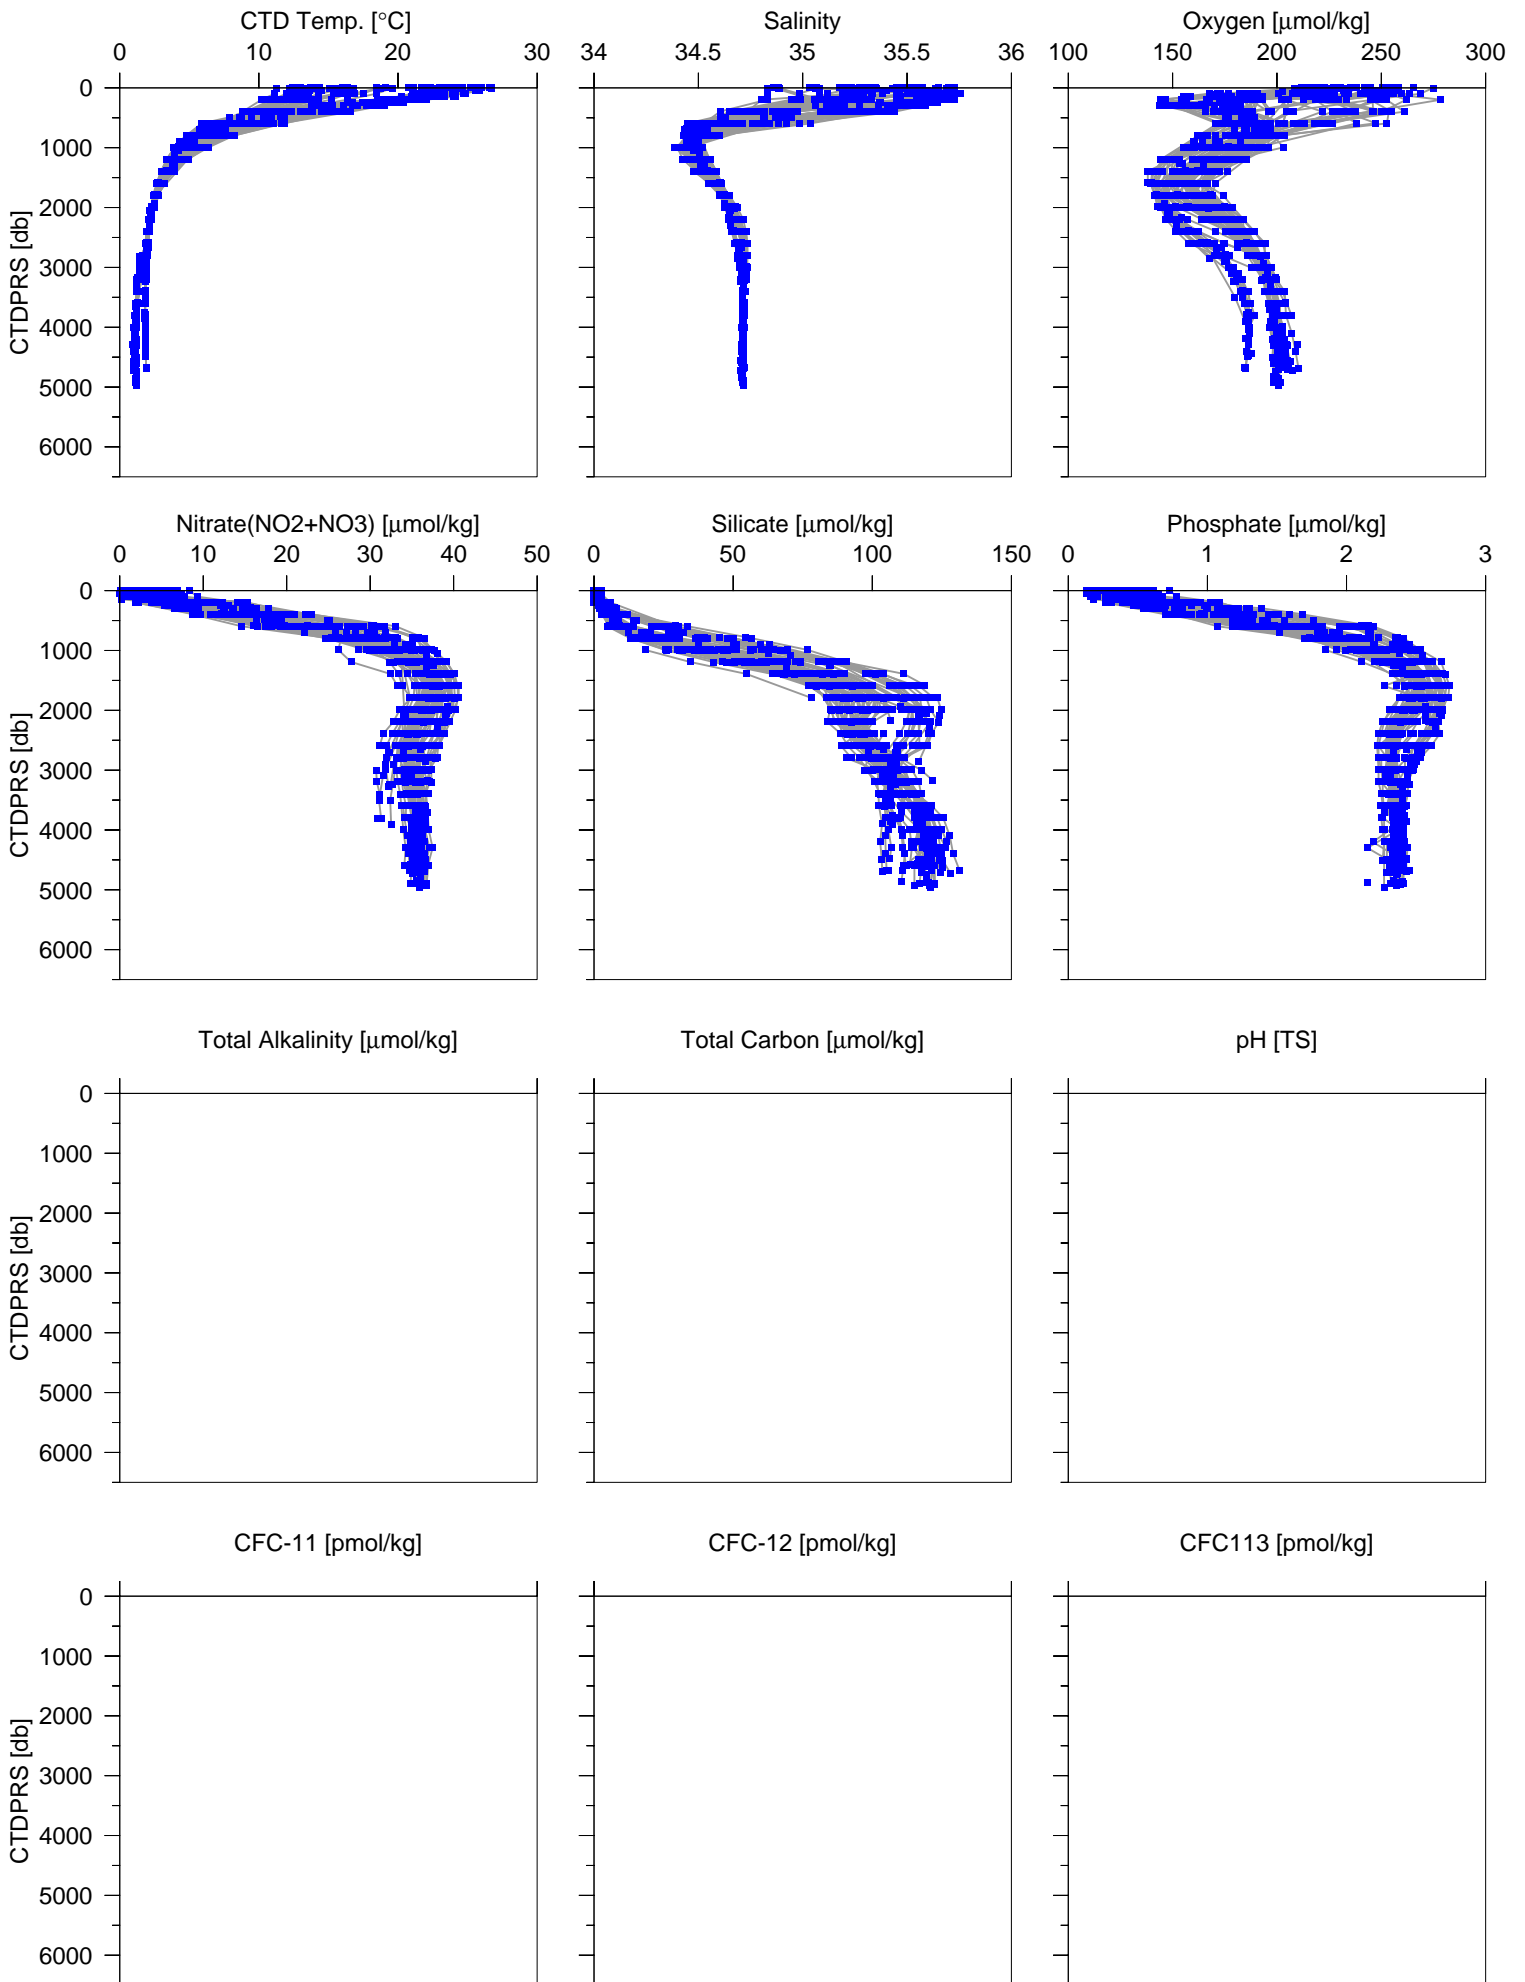 CTD Temp. [°C] Salinity Oxygen [μmol/kg]
0 10 20 30 34 34.5 35 35.5 36 100 150 200 250 300
0
1000
2000
3000
4000
5000
6000
CTDPRS [db]
Nitrate(NO2+NO3) [μmol/kg] Silicate [μmol/kg] Phosphate [μmol/kg]
0 10 20 30 40 50 0 50 100 150 0 1 2 3
0
1000
2000
3000
4000
5000
6000
CTDPRS [db]
Total Alkalinity [μmol/kg] Total Carbon [μmol/kg] pH [TS]
0
1000
2000
3000
4000
5000
6000
CTDPRS [db]
CFC-11 [pmol/kg] CFC-12 [pmol/kg] CFC113 [pmol/kg]
0
1000
2000
3000
4000
5000
6000
CTDPRS [db]